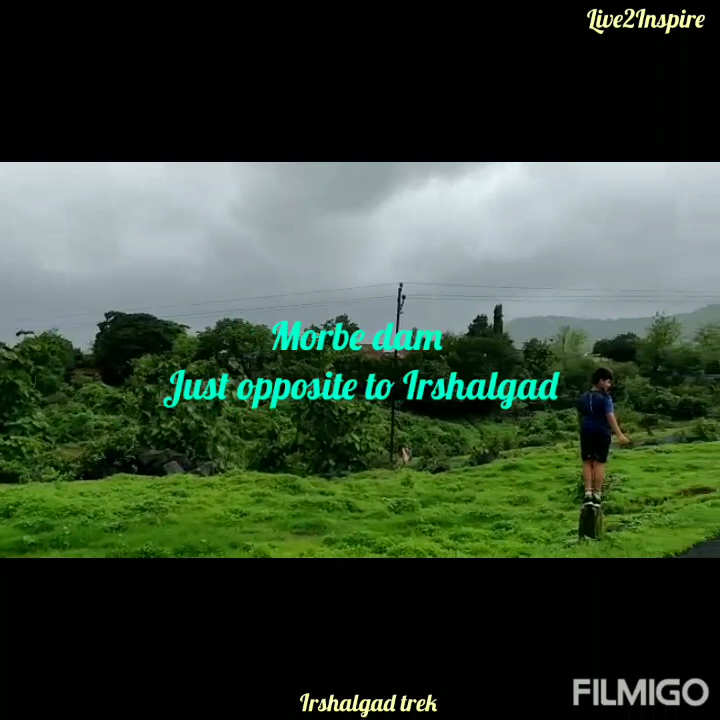 Live2Inspire
Morbe dam
Just opposite to Irshalgad
Irshalgad trek
FILMIGO